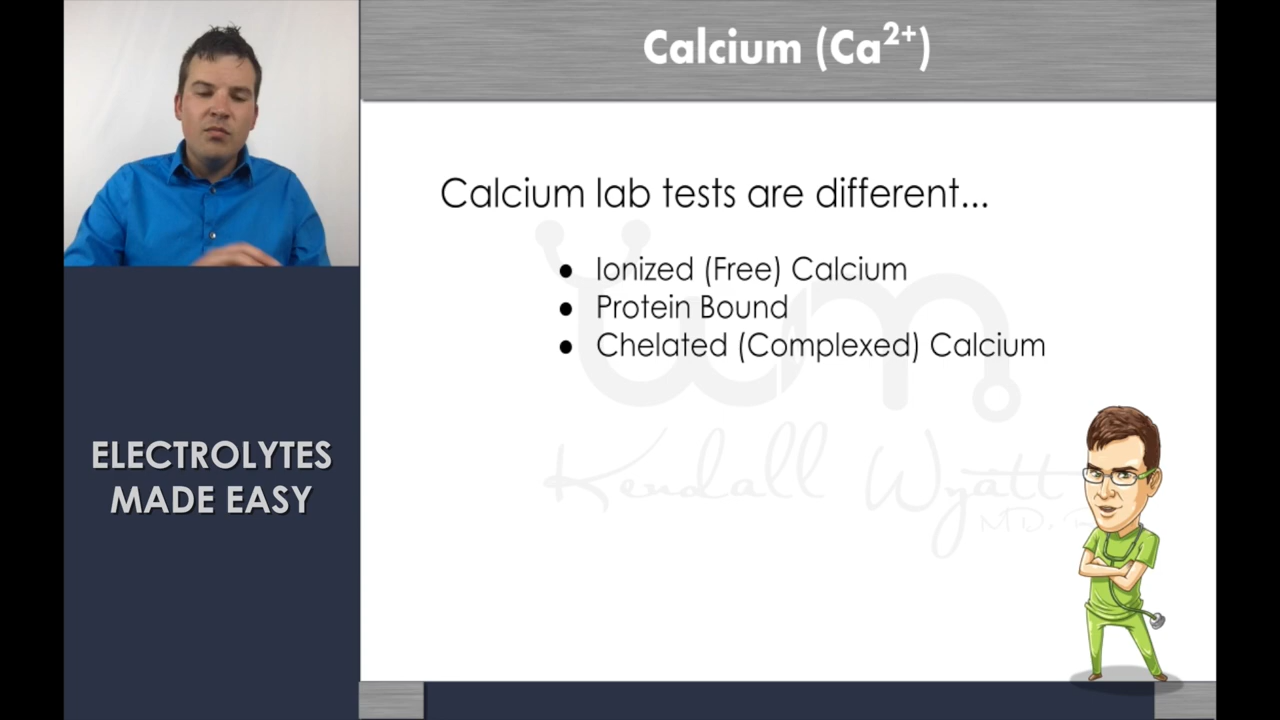 Calcium (Ca²⁺)
Calcium lab tests are different...
● Ionized (Free) Calcium
● Protein Bound
● Chelated (Complexed) Calcium
Kendall Wyatt
MD,
ELECTROLYTES
MADE EASY